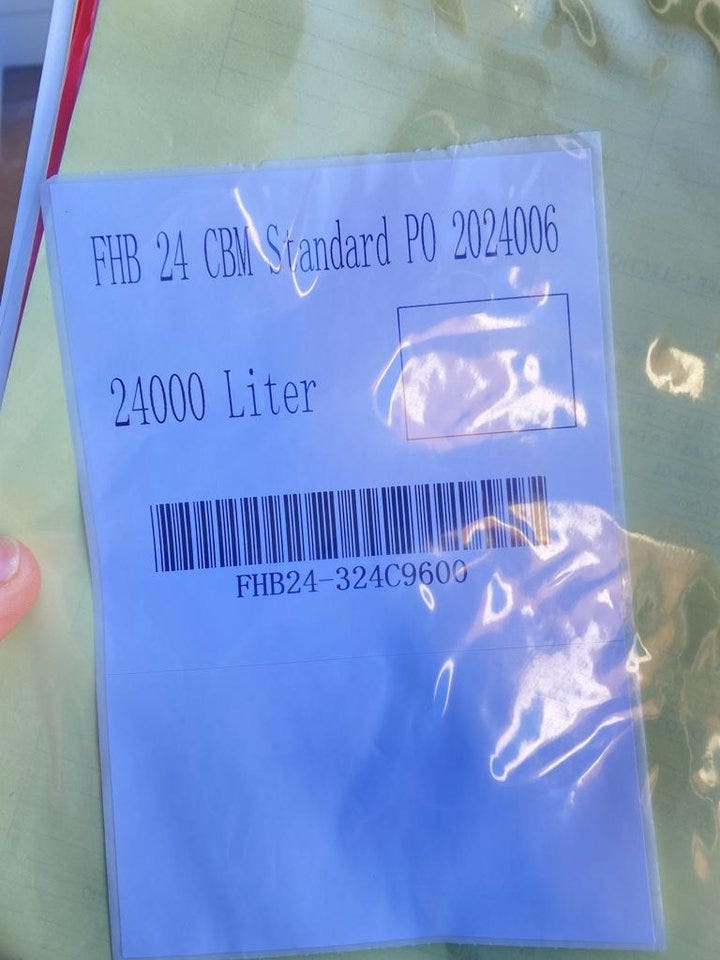 FHB 24 CBM Standard PO 2024006
24000 Liter
FHB24-324C9600